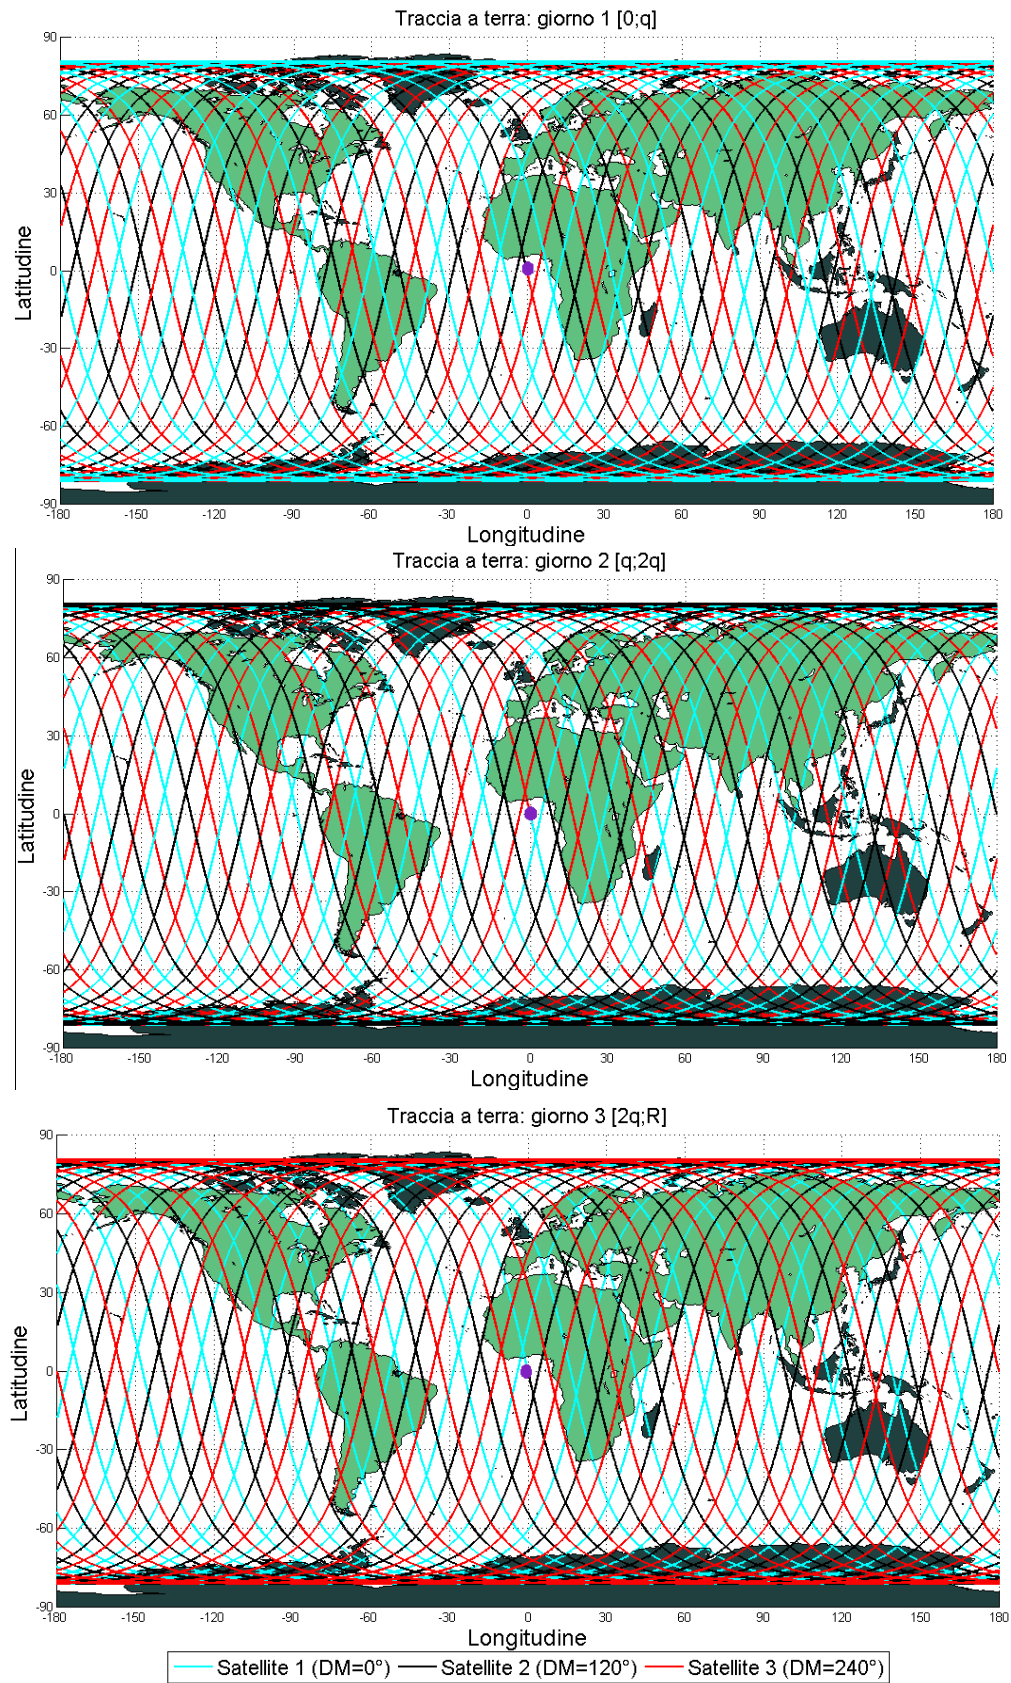 Traccia a terra: giorno 1 [0;q]
90
60
30
0
-30
-60
-90
Latitudine
-180 -150 -120 -90 -60 -30 0 30 60 90 120 150 180
Longitudine
Traccia a terra: giorno 2 [q;2q]
90
60
30
0
-30
-60
-90
Latitudine
-180 -150 -120 -90 -60 -30 0 30 60 90 120 150 180
Longitudine
Traccia a terra: giorno 3 [2q;R]
90
60
30
0
-30
-60
-90
Latitudine
-180 -150 -120 -90 -60 -30 0 30 60 90 120 150 180
Longitudine
Satellite 1 (DM=0°) Satellite 2 (DM=120°) Satellite 3 (DM=240°)